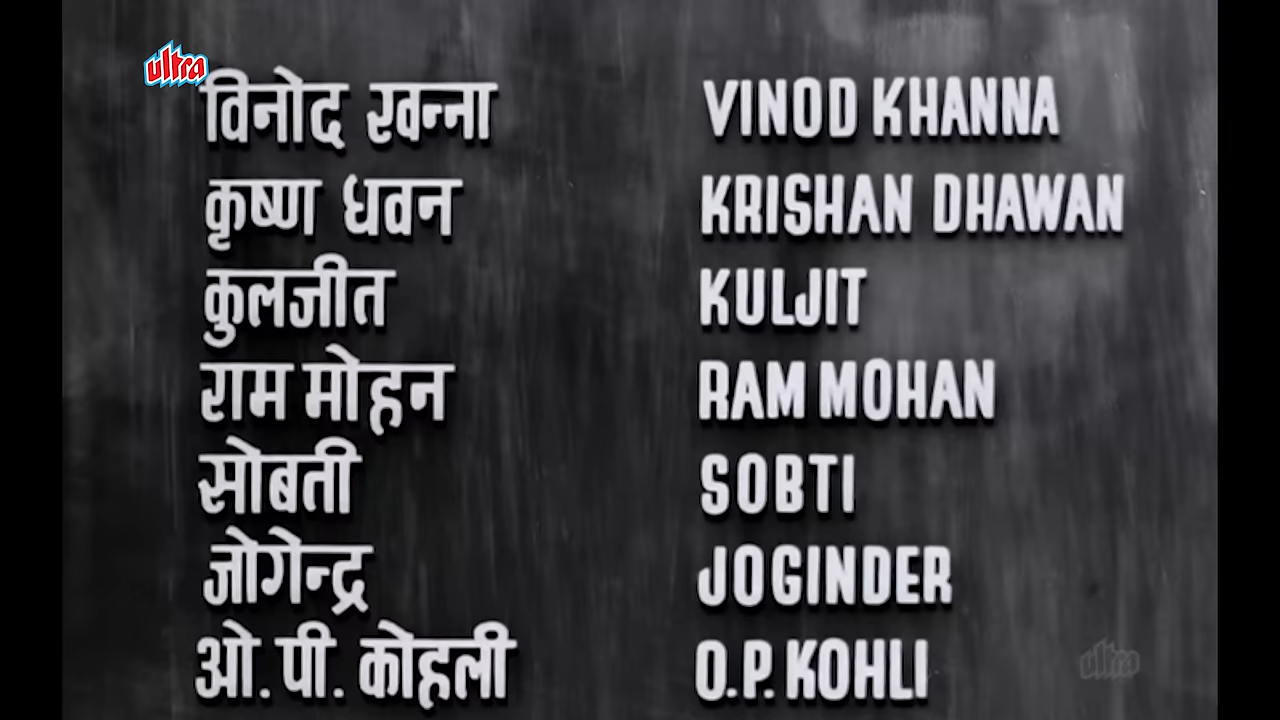 ultra
विनोद खन्ना VINOD KHANNA
कृष्ण धवन KRISHAN DHAWAN
कुलजीत KULJIT
राम मोहन RAM MOHAN
सोबती SOBTI
जोगेन्द्र JOGINDER
ओ. पी. कोहली O.P. KOHLI
ultra